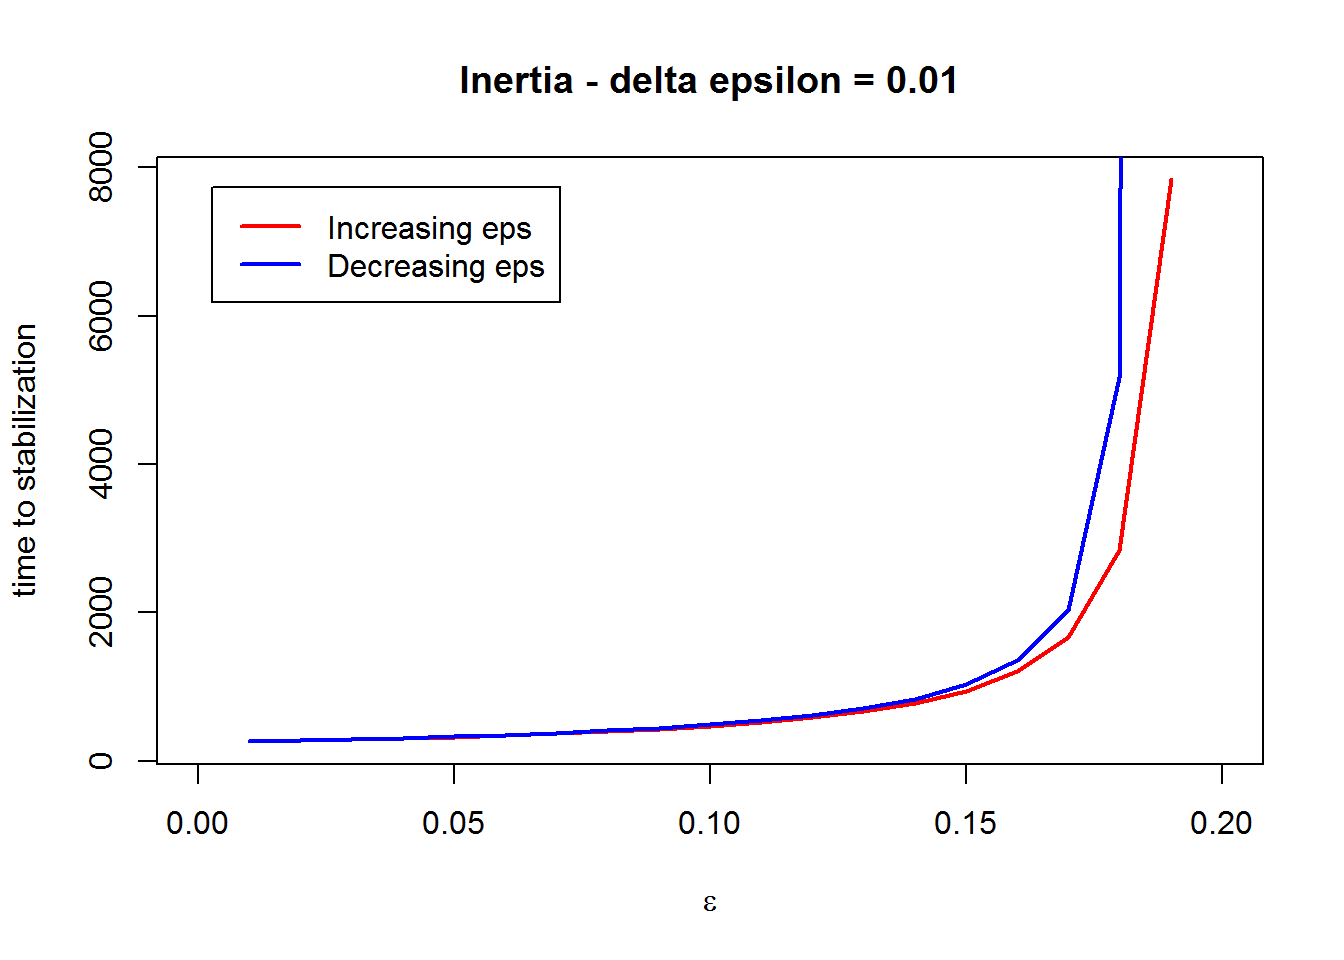 Inertia - delta epsilon = 0.01
time to stabilization
8000
6000
4000
2000
0
Increasing eps
Decreasing eps
0.00 0.05 0.10 0.15 0.20
ε